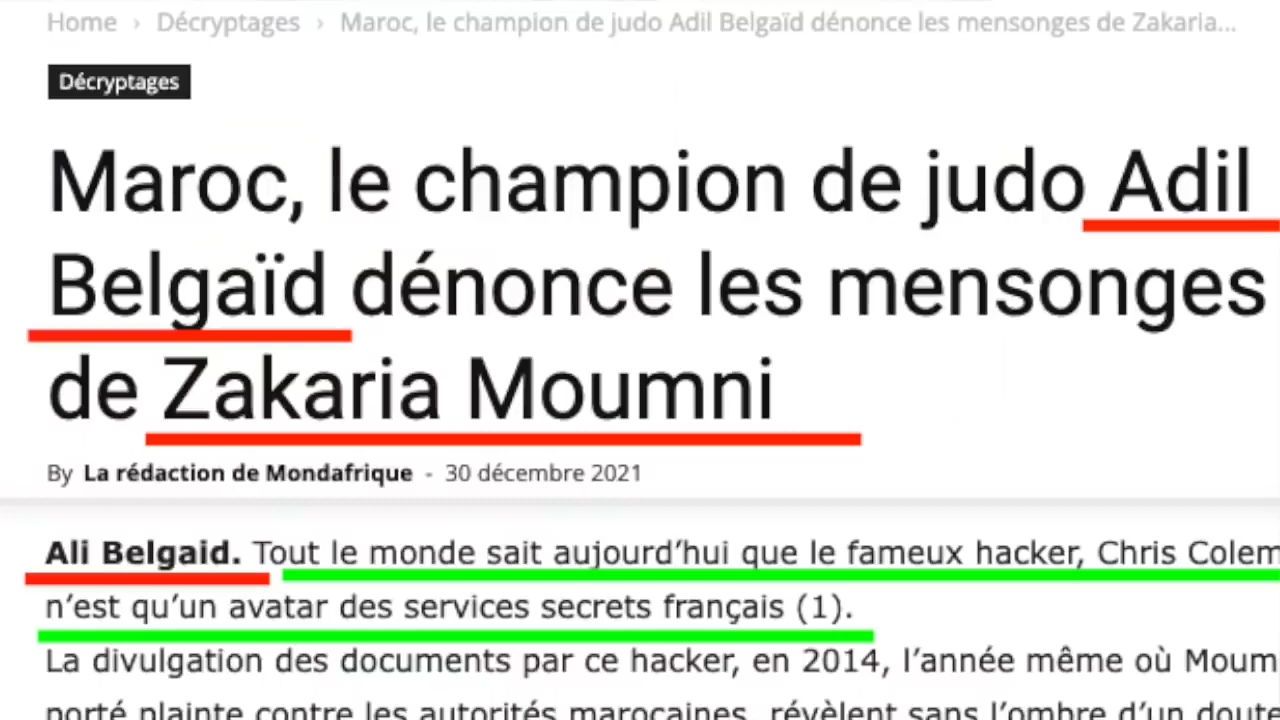 Home › Décryptages › Maroc, le champion de judo Adil Belgaïd dénonce les mensonges de Zakaria...
Décryptages
Maroc, le champion de judo Adil
Belgaïd dénonce les mensonges
de Zakaria Moumni
By La rédaction de Mondafrique - 30 décembre 2021
Ali Belgaid. Tout le monde sait aujourd’hui que le fameux hacker, Chris Colem
n’est qu’un avatar des services secrets français (1).
La divulgation des documents par ce hacker, en 2014, l’année même où Moum
porté plainte contre les autorités marocaines, révèlent sans l’ombre d’un doute